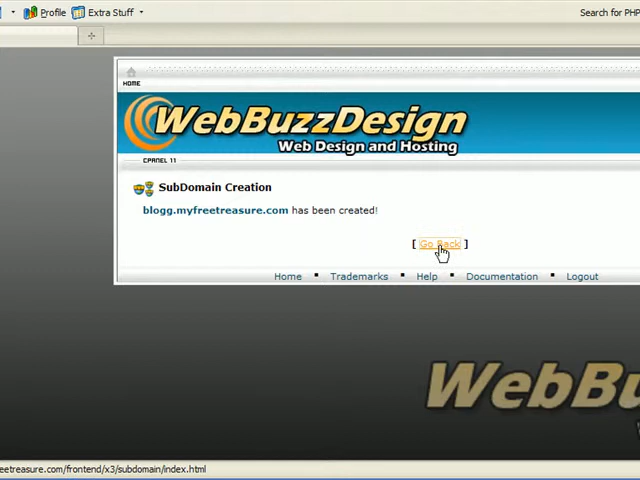 Profile Extra Stuff Search for PHP
HOME
WebBuzzDesign
Web Design and Hosting
CPANEL 11
SubDomain Creation
blogg.myfreetreasure.com has been created!
[ Go Back ]
Home Trademarks Help Documentation Logout
WebBu
eetreasure.com/frontend/x3/subdomain/index.html